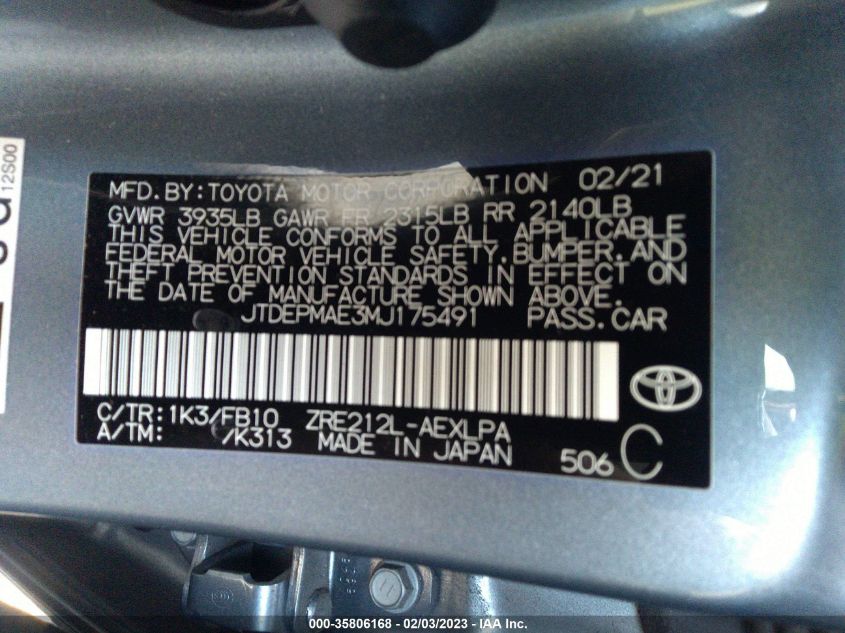 12S00
MFD.BY:TOYOTA MOTOR CORPORATION 02/21
GVWR 3935LB GAWR FR 2315LB RR 2140LB
THIS VEHICLE CONFORMS TO ALL APPLICABLE
FEDERAL MOTOR VEHICLE SAFETY.BUMPER.AND
THEFT PREVENTION STANDARDS IN EFFECT ON
THE DATE OF MANUFACTURE SHOWN ABOVE.
JTDEPMAE3MJ175491 PASS.CAR
C/TR:1K3/FB10 ZRE212L-AEXLPA
A/TM: /K313 MADE IN JAPAN 506 C
000-35806168 — 02/03/2023 — IAA Inc.